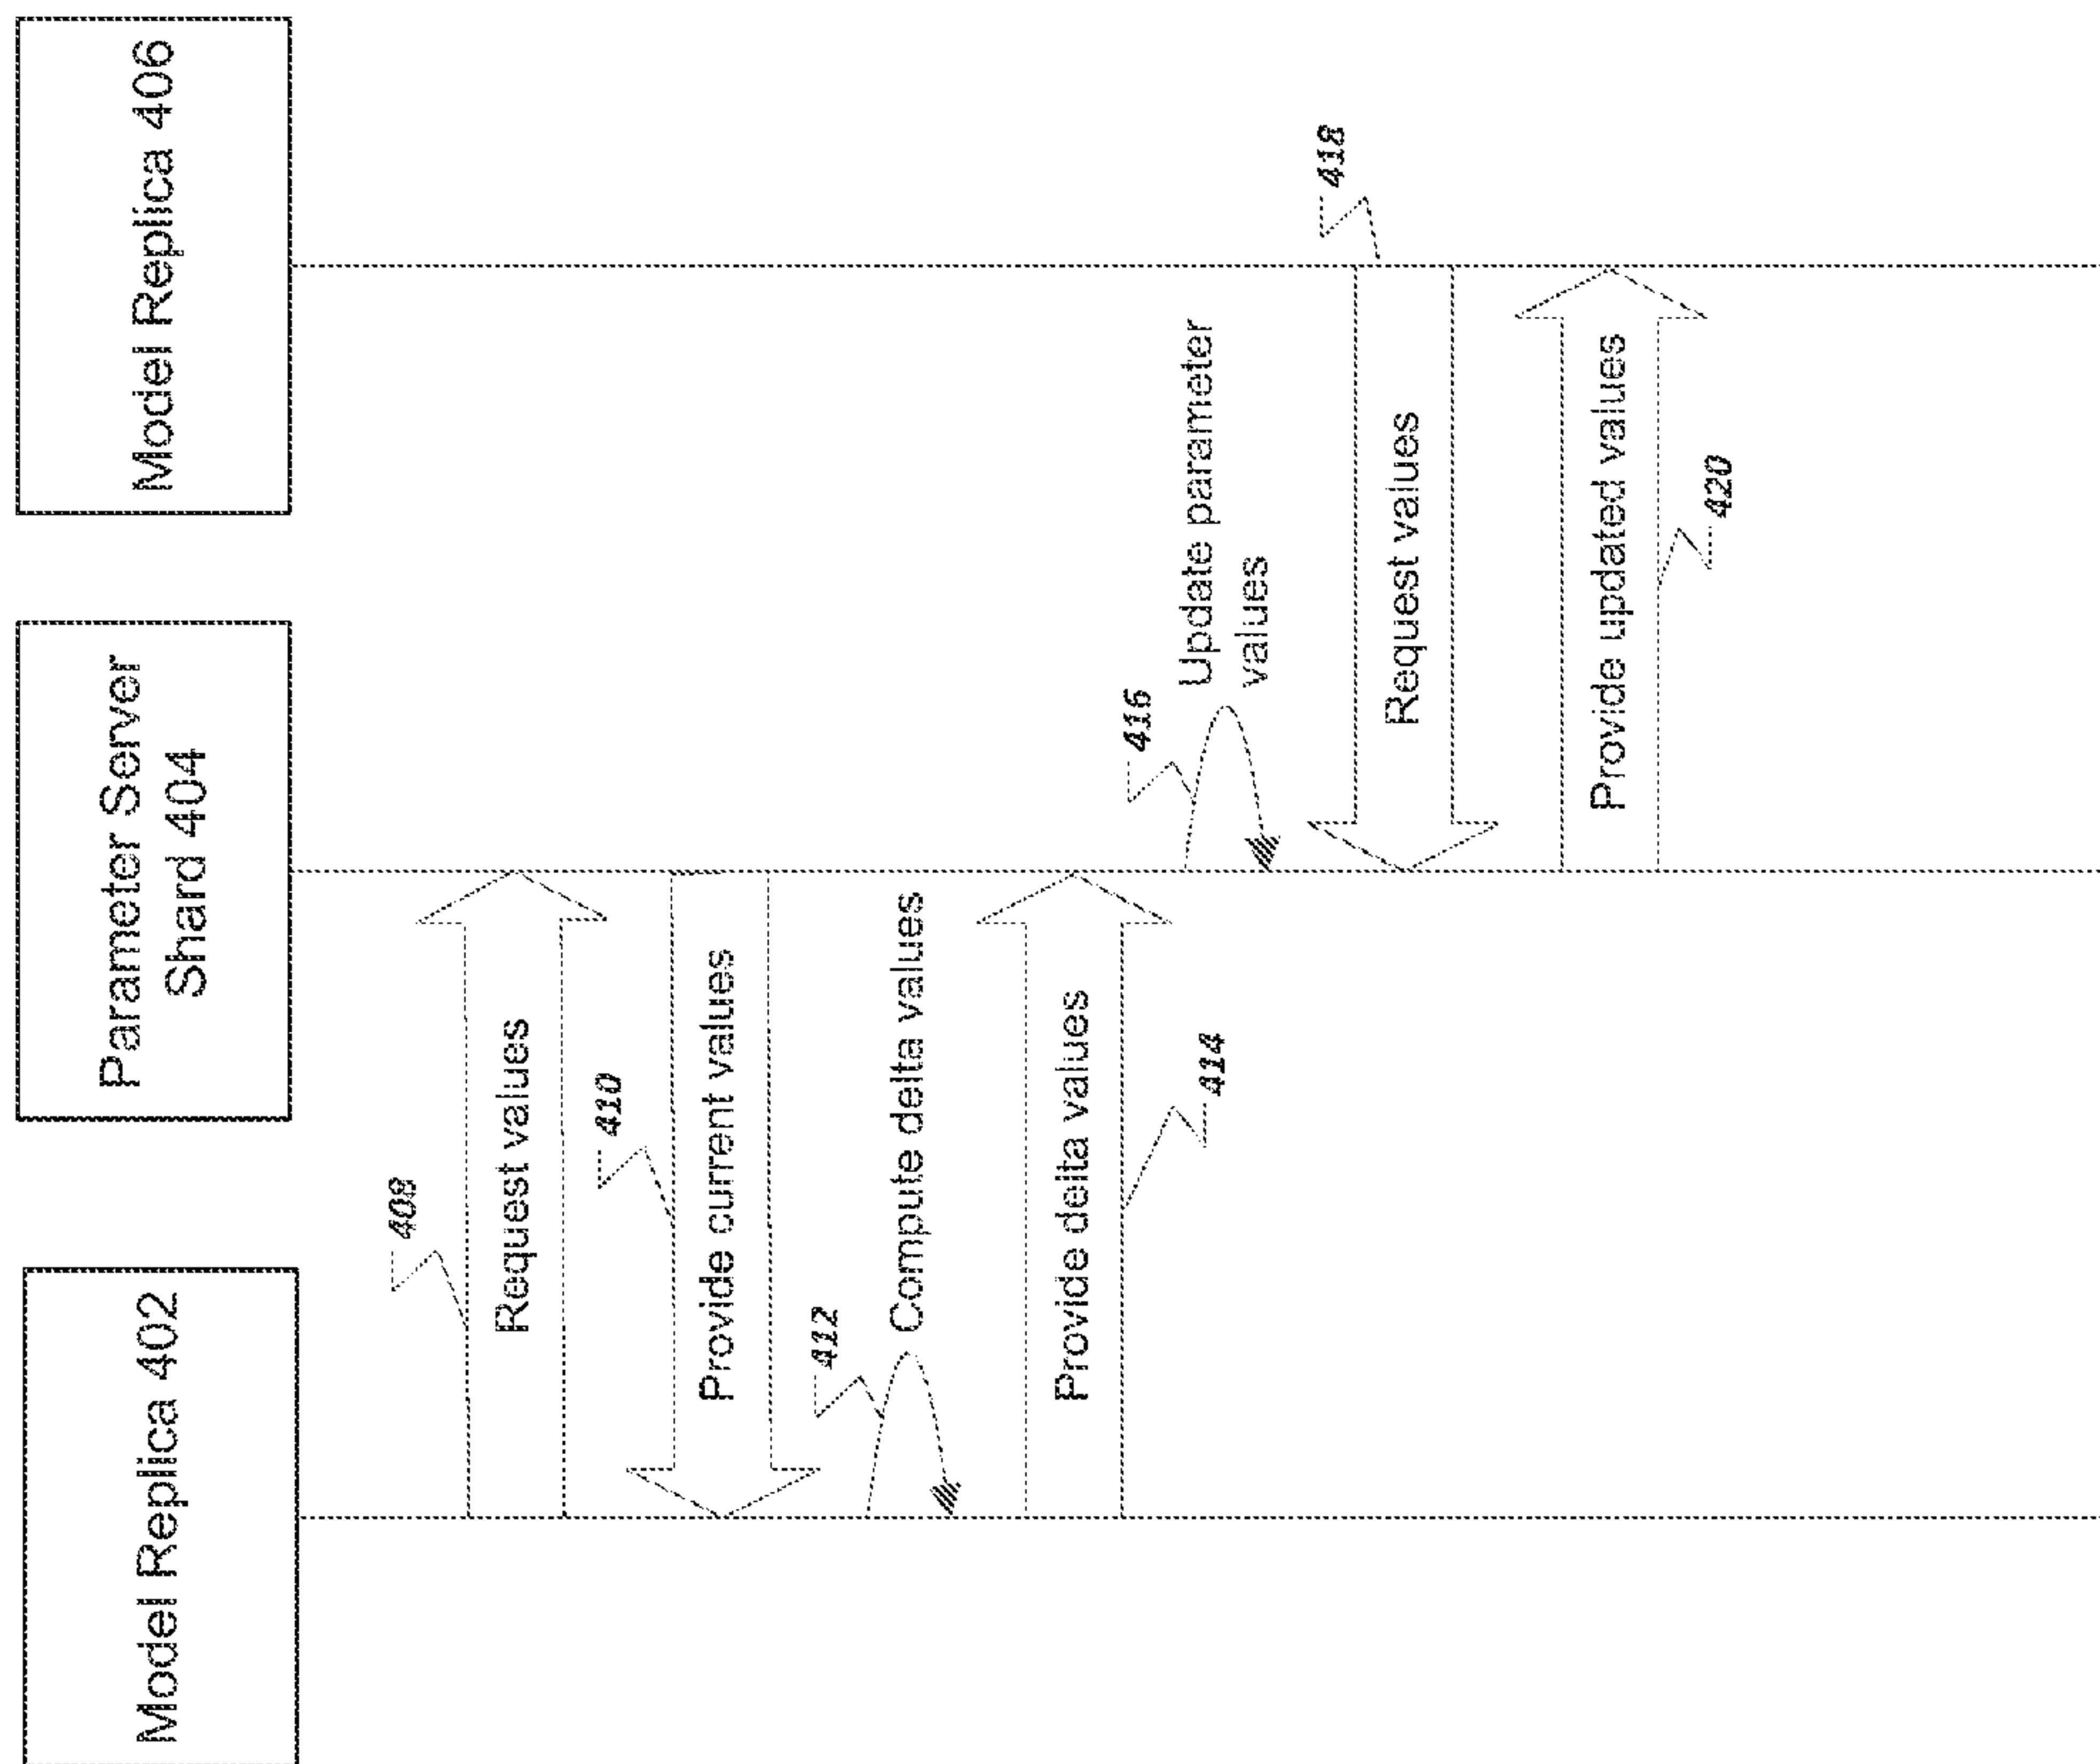 Model Replica 402
Parameter Server
Shard 404
Model Replica 406
408
Request values
410
Provide current values
412
Compute delta values
Provide delta values
414
416
Update parameter
values
418
Request values
Provide updated values
420